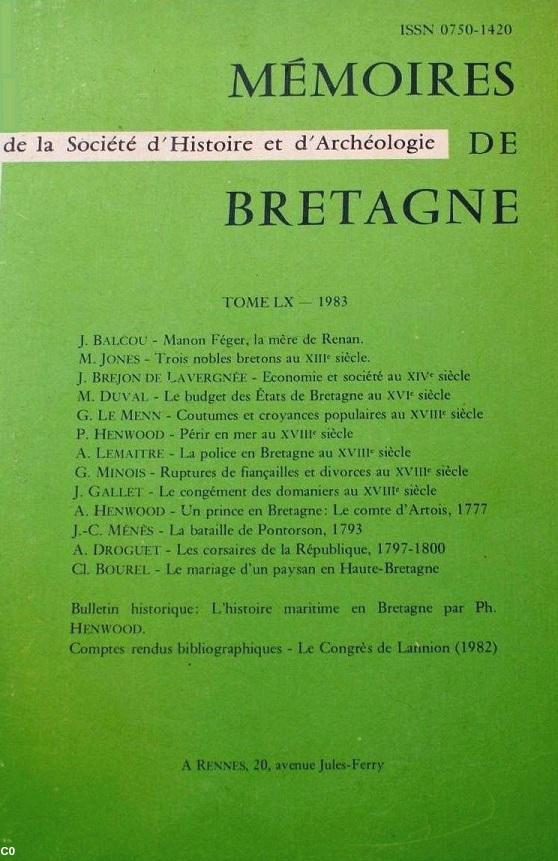 ISSN 0750-1420
MÉMOIRES
de la Société d'Histoire et d'Archéologie DE
BRETAGNE
TOME LX — 1983
J. BALCOU - Manon Féger, la mère de Renan.
M. JONES - Trois nobles bretons au XIIIe siècle.
J. BREJON DE LAVERGNÉE - Economie et société au XIVe siècle
M. DUVAL - Le budget des États de Bretagne au XVIe siècle
G. LE MENN - Coutumes et croyances populaires au XVIIIe siècle
P. HENWOOD - Périr en mer au XVIIIe siècle
A. LEMAITRE - La police en Bretagne au XVIIIe siècle
G. MINOIS - Ruptures de fiançailles et divorces au XVIIIe siècle
J. GALLET - Le congément des domaniers au XVIIIe siècle
A. HENWOOD - Un prince en Bretagne: Le comte d'Artois, 1777
J.-C. MÉNÈS - La bataille de Pontorson, 1793
A. DROGUET - Les corsaires de la République, 1797-1800
Cl. BOUREL - Le mariage d'un paysan en Haute-Bretagne
Bulletin historique: L'histoire maritime en Bretagne par Ph.
HENWOOD.
Comptes rendus bibliographiques - Le Congrès de Lannion (1982)
A RENNES, 20, avenue Jules-Ferry
C0